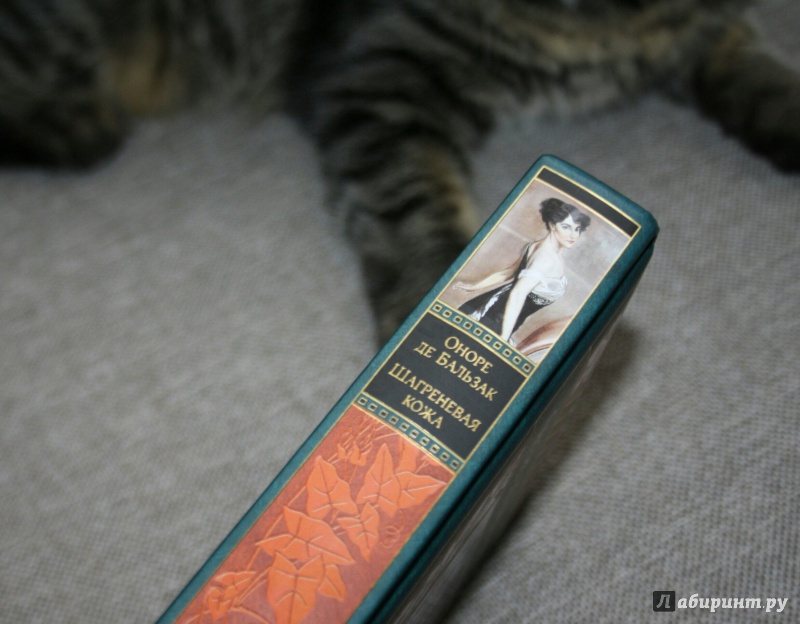 Оноре
де Бальзак
Шагреневая
кожа
Лабиринт.ру